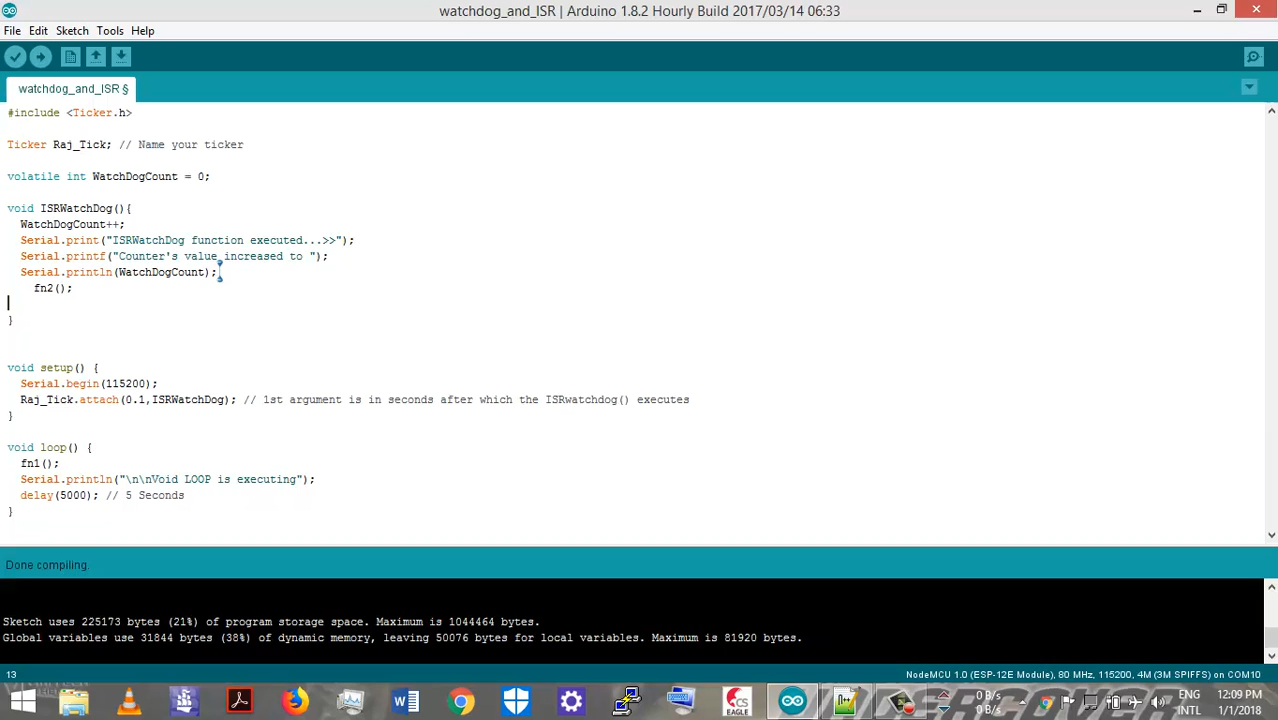 watchdog_and_ISR | Arduino 1.8.2 Hourly Build 2017/03/14 06:33
File Edit Sketch Tools Help
watchdog_and_ISR §
#include <Ticker.h>
Ticker Raj_Tick; // Name your ticker
volatile int WatchDogCount = 0;
void ISRWatchDog(){
WatchDogCount++;
Serial.print("ISRWatchDog function executed...>>");
Serial.printf("Counter's value increased to ");
Serial.println(WatchDogCount);
fn2();
}
void setup() {
Serial.begin(115200);
Raj_Tick.attach(0.1,ISRWatchDog); // 1st argument is in seconds after which the ISRwatchdog() executes
}
void loop() {
fn1();
Serial.println("\n\nVoid LOOP is executing");
delay(5000); // 5 Seconds
}
Done compiling.
Sketch uses 225173 bytes (21%) of program storage space. Maximum is 1044464 bytes.
Global variables use 31844 bytes (38%) of dynamic memory, leaving 50076 bytes for local variables. Maximum is 81920 bytes.
13 NodeMCU 1.0 (ESP-12E Module), 80 MHz, 115200, 4M (3M SPIFFS) on COM10
CS
EAGLE
0 B/s
0 B/s
ENG
INTL
12:09 PM
1/1/2018